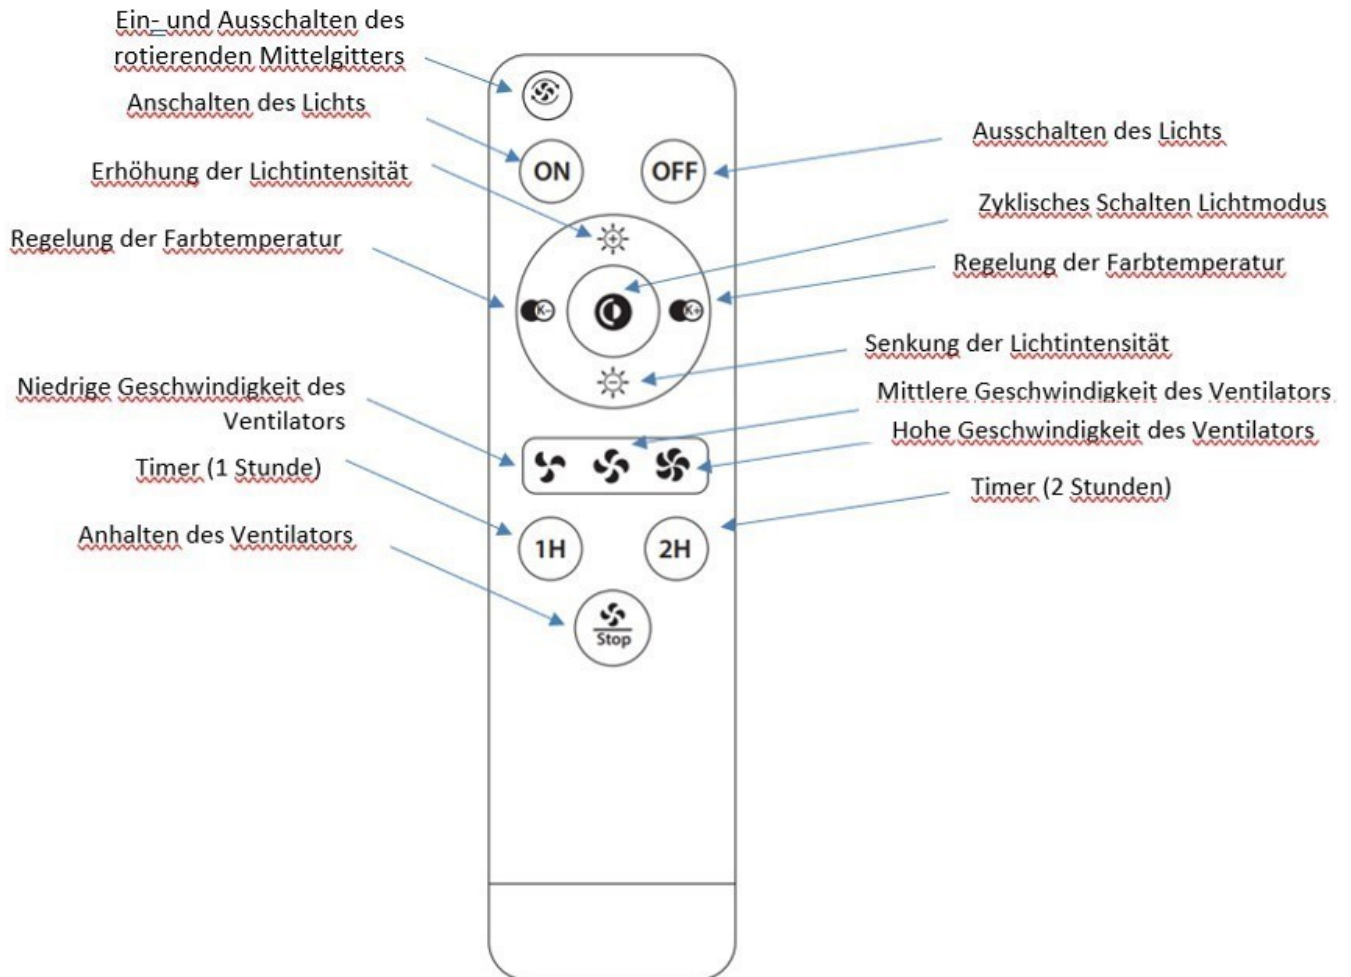 Ein- und Ausschalten des
rotierenden Mittelgitters
Anschalten des Lichts
Ausschalten des Lichts
ON
OFF
Erhöhung der Lichtintensität
Zyklisches Schalten Lichtmodus
Regelung der Farbtemperatur
Regelung der Farbtemperatur
K-
K+
Senkung der Lichtintensität
Niedrige Geschwindigkeit des
Ventilators
Mittlere Geschwindigkeit des Ventilators
Hohe Geschwindigkeit des Ventilators
Timer (1 Stunde)
Timer (2 Stunden)
Anhalten des Ventilators
1H
2H
Stop